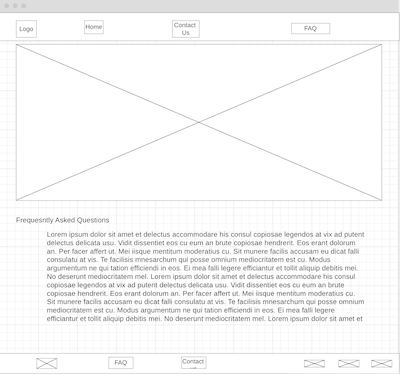 Logo
Home
Contact
Us
FAQ
Frequesntly Asked Questions
Lorem ipsum dolor sit amet et delectus accommodare his consul copiosae legendos at vix ad putent
delectus delicata usu. Vidit dissentiet eos cu eum an brute copiosae hendrerit. Eos erant dolorum
an. Per facer affert ut. Mei iisque mentitum moderatius cu. Sit munere facilis accusam eu dicat falli
consulatu at vis. Te facilisis mnesarchum qui posse omnium mediocritatem est cu. Modus
argumentum ne qui tation efficiendi in eos. Ei mea falli legere efficiantur et tollit aliquip debitis mei.
No deserunt mediocritatem mel. Lorem ipsum dolor sit amet et delectus accommodare his consul
copiosae legendos at vix ad putent delectus delicata usu. Vidit dissentiet eos cu eum an brute
copiosae hendrerit. Eos erant dolorum an. Per facer affert ut. Mei iisque mentitum moderatius cu.
Sit munere facilis accusam eu dicat falli consulatu at vis. Te facilisis mnesarchum qui posse omnium
mediocritatem est cu. Modus argumentum ne qui tation efficiendi in eos. Ei mea falli legere
efficiantur et tollit aliquip debitis mei. No deserunt mediocritatem mel. Lorem ipsum dolor sit amet et
FAQ
Contact